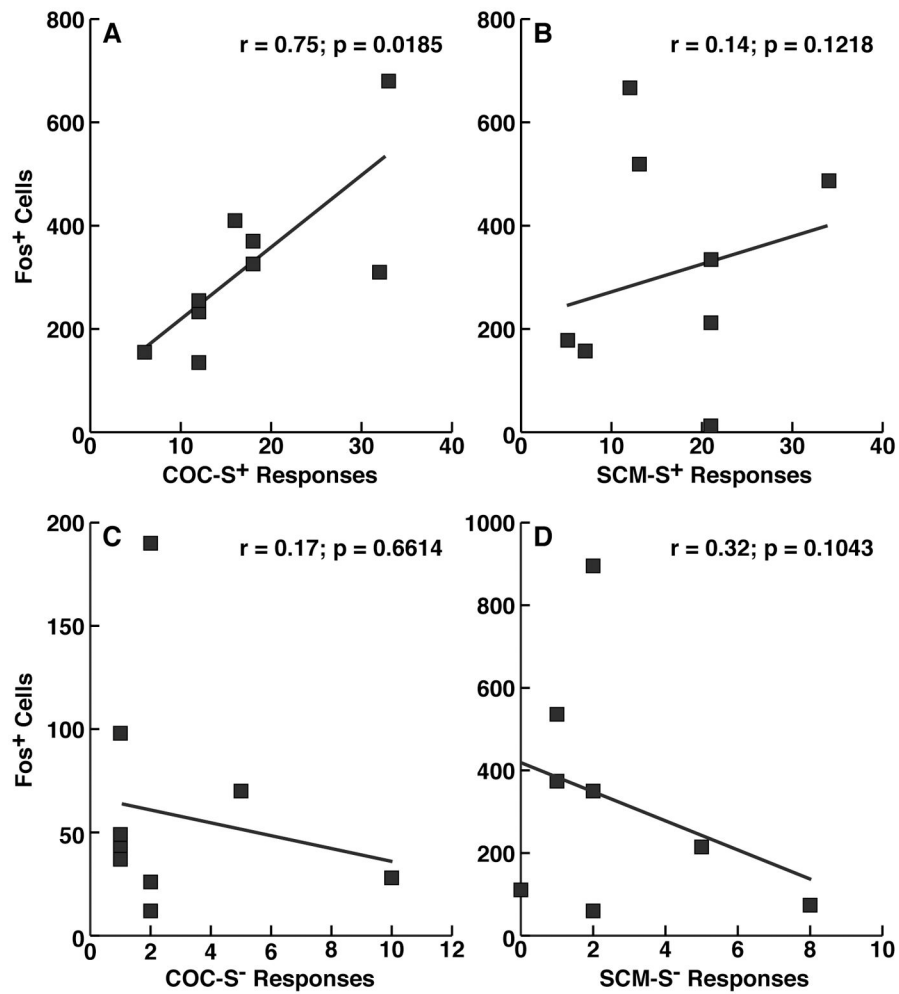 A
r = 0.75; p = 0.0185
800
600
400
200
0
0 10 20 30 40
Fos⁺ Cells
COC-S⁺ Responses
B
r = 0.14; p = 0.1218
800
600
400
200
0
0 10 20 30 40
SCM-S⁺ Responses
C
r = 0.17; p = 0.6614
200
150
100
50
0
0 2 4 6 8 10 12
Fos⁺ Cells
COC-S⁻ Responses
D
r = 0.32; p = 0.1043
1000
800
600
400
200
0
0 2 4 6 8 10
SCM-S⁻ Responses